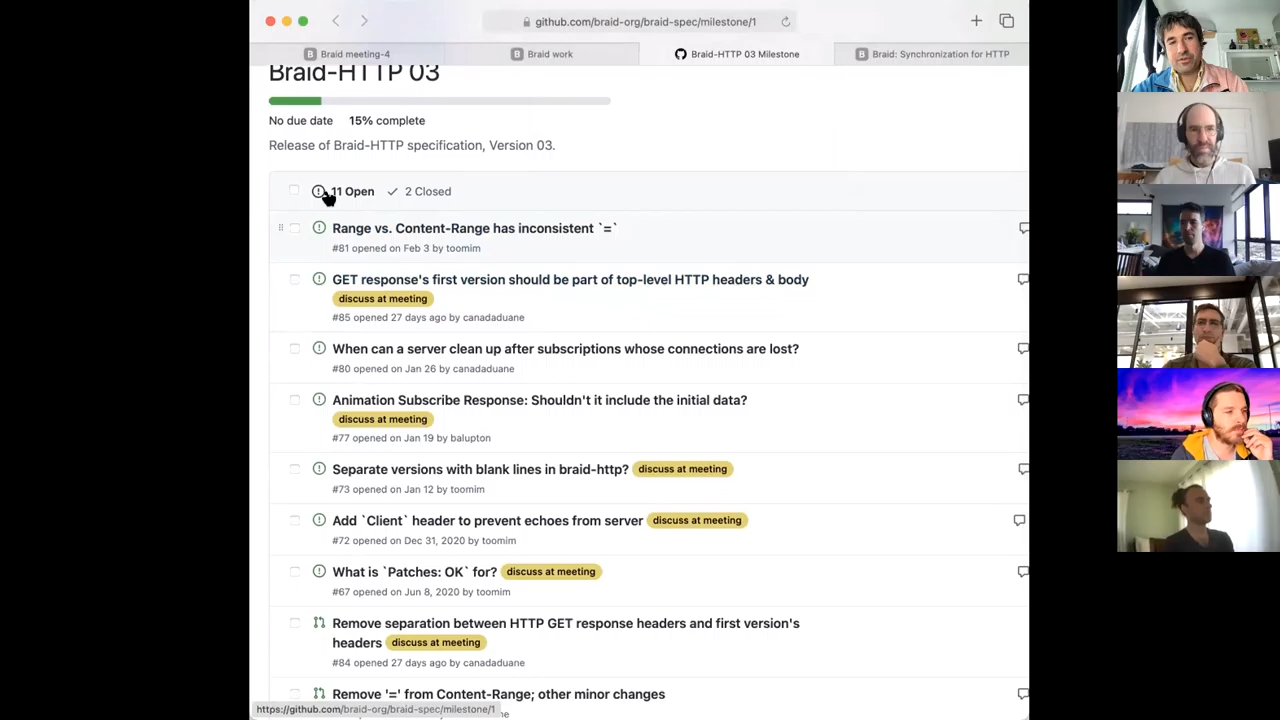 github.com/braid-org/braid-spec/milestone/1
Braid meeting-4
Braid work
Braid-HTTP 03 Milestone
Braid: Synchronization for HTTP
Braid-HTTP 03
No due date 15% complete
Release of Braid-HTTP specification, Version 03.
11 Open 2 Closed
Range vs. Content-Range has inconsistent `=`
#81 opened on Feb 3 by toomim
GET response's first version should be part of top-level HTTP headers & body
discuss at meeting
#85 opened 27 days ago by canadaduane
When can a server clean up after subscriptions whose connections are lost?
#80 opened on Jan 26 by canadaduane
Animation Subscribe Response: Shouldn't it include the initial data?
discuss at meeting
#77 opened on Jan 19 by balupton
Separate versions with blank lines in braid-http? discuss at meeting
#73 opened on Jan 12 by toomim
Add `Client` header to prevent echoes from server discuss at meeting
#72 opened on Dec 31, 2020 by toomim
What is `Patches: OK` for? discuss at meeting
#67 opened on Jun 8, 2020 by toomim
Remove separation between HTTP GET response headers and first version's
headers discuss at meeting
#84 opened 27 days ago by canadaduane
Remove '=' from Content-Range; other minor changes
https://github.com/braid-org/braid-spec/milestone/1